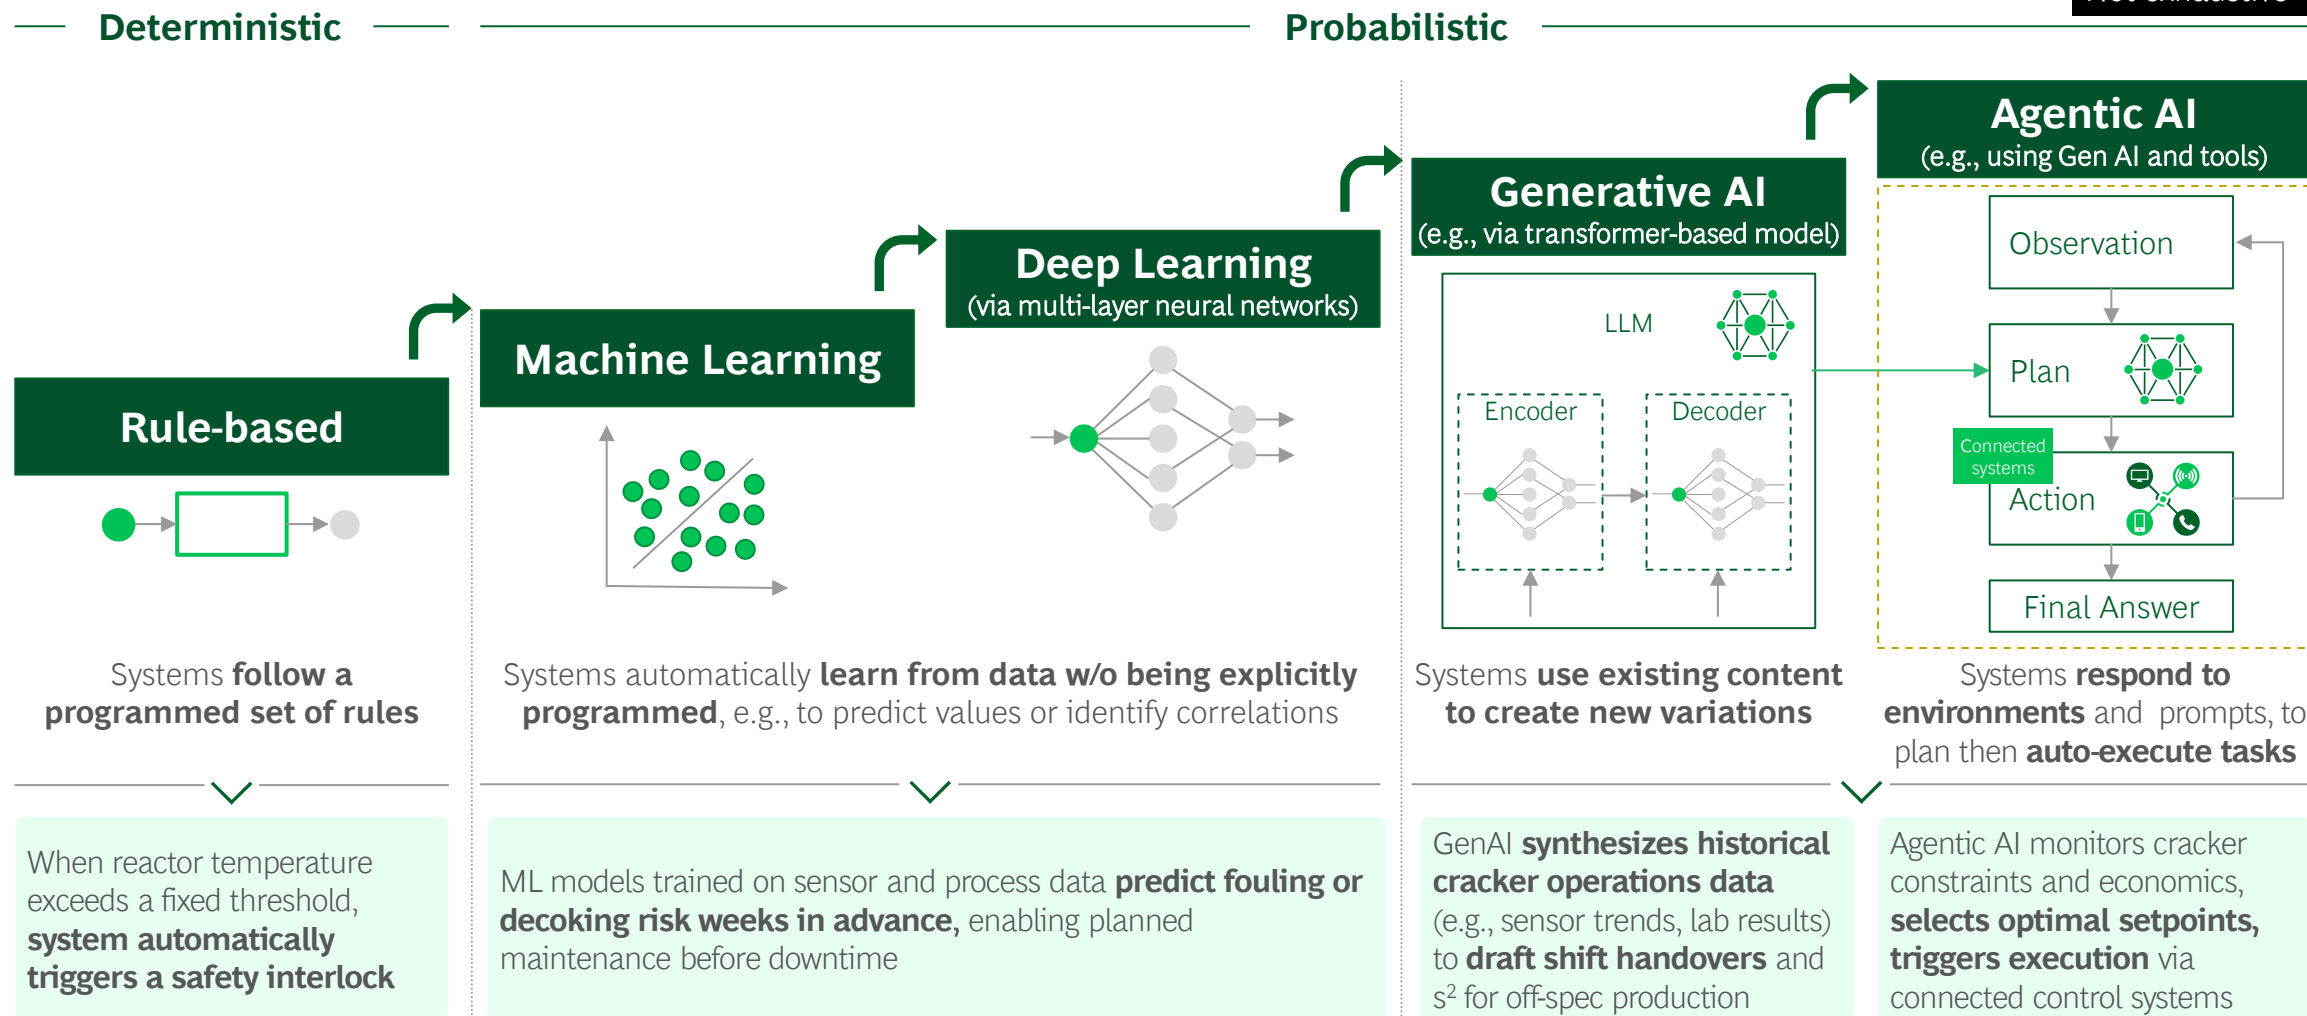 Deterministic
Probabilistic
Rule-based
Systems follow a
programmed set of rules
When reactor temperature
exceeds a fixed threshold,
system automatically
triggers a safety interlock
Machine Learning
Deep Learning
(via multi-layer neural networks)
Systems automatically learn from data w/o being explicitly
programmed, e.g., to predict values or identify correlations
ML models trained on sensor and process data predict fouling or
decoking risk weeks in advance, enabling planned
maintenance before downtime
Generative AI
(e.g., via transformer-based model)
LLM
Encoder
Decoder
Systems use existing content
to create new variations
GenAI synthesizes historical
cracker operations data
(e.g., sensor trends, lab results)
to draft shift handovers and
s² for off-spec production
Agentic AI
(e.g., using Gen AI and tools)
Observation
Plan
Connected
systems
Action
Final Answer
Systems respond to
environments and prompts, to
plan then auto-execute tasks
Agentic AI monitors cracker
constraints and economics,
selects optimal setpoints,
triggers execution via
connected control systems